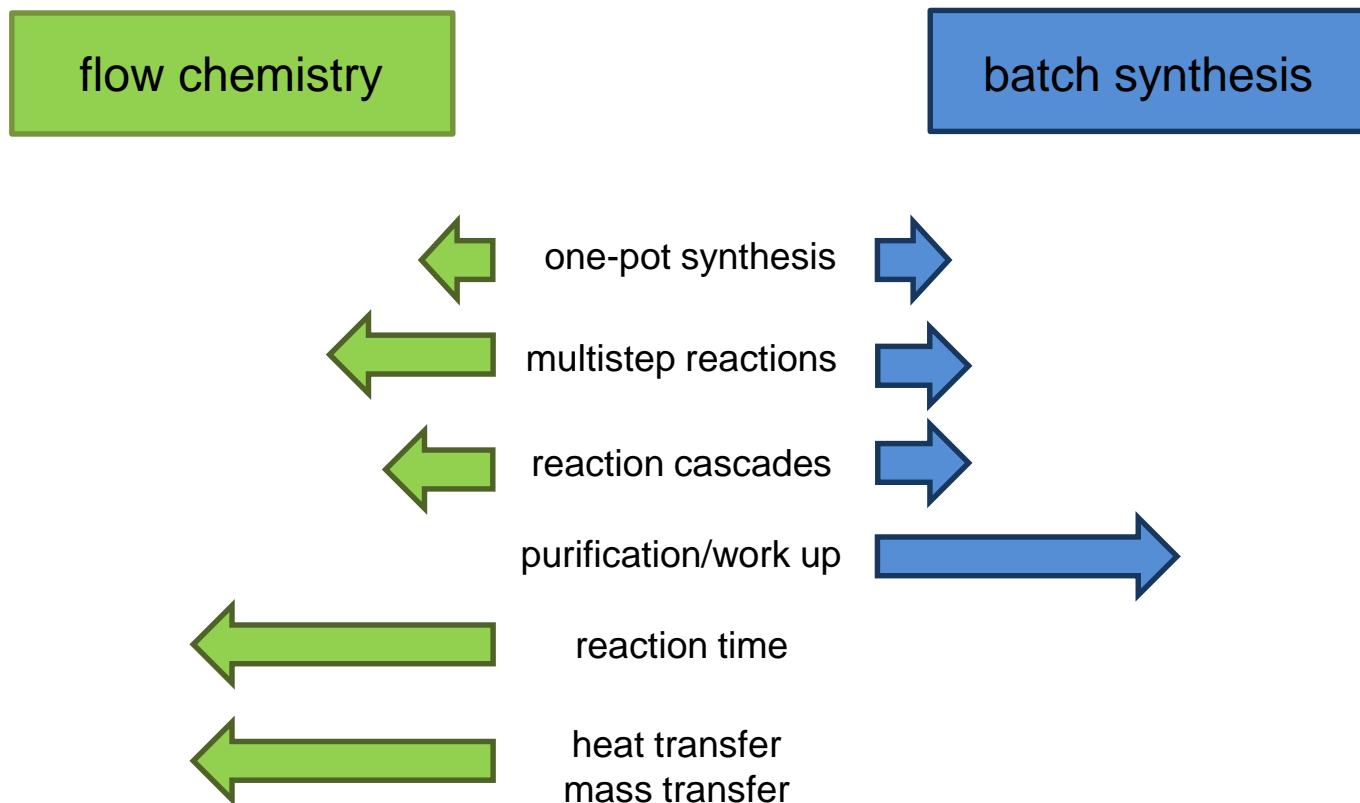 flow chemistry
batch synthesis
one-pot synthesis
multistep reactions
reaction cascades
purification/work up
reaction time
heat transfer
mass transfer